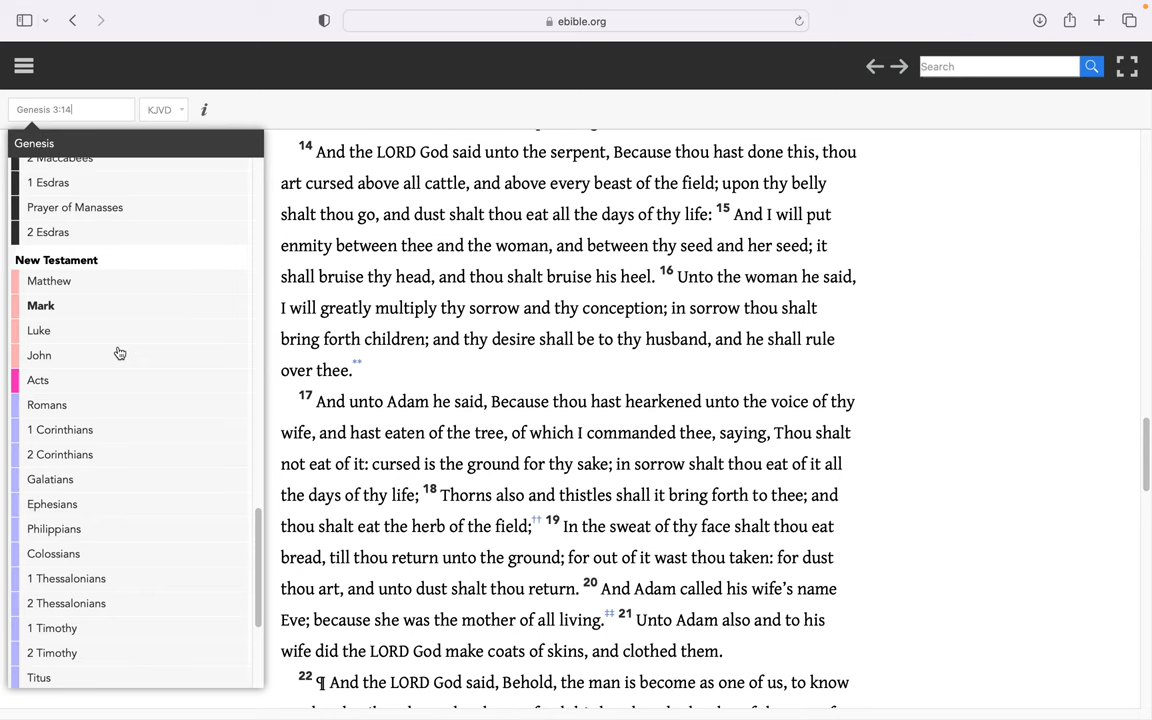 ebible.org
Search
Genesis 3:14
KJVD
i
Genesis
2 Maccabees
1 Esdras
Prayer of Manasses
2 Esdras
New Testament
Matthew
Mark
Luke
John
Acts
Romans
1 Corinthians
2 Corinthians
Galatians
Ephesians
Philippians
Colossians
1 Thessalonians
2 Thessalonians
1 Timothy
2 Timothy
Titus
14 And the LORD God said unto the serpent, Because thou hast done this, thou
art cursed above all cattle, and above every beast of the field; upon thy belly
shalt thou go, and dust shalt thou eat all the days of thy life: 15 And I will put
enmity between thee and the woman, and between thy seed and her seed; it
shall bruise thy head, and thou shalt bruise his heel. 16 Unto the woman he said,
I will greatly multiply thy sorrow and thy conception; in sorrow thou shalt
bring forth children; and thy desire shall be to thy husband, and he shall rule
over thee.**
17 And unto Adam he said, Because thou hast hearkened unto the voice of thy
wife, and hast eaten of the tree, of which I commanded thee, saying, Thou shalt
not eat of it: cursed is the ground for thy sake; in sorrow shalt thou eat of it all
the days of thy life; 18 Thorns also and thistles shall it bring forth to thee; and
thou shalt eat the herb of the field;†† 19 In the sweat of thy face shalt thou eat
bread, till thou return unto the ground; for out of it wast thou taken: for dust
thou art, and unto dust shalt thou return. 20 And Adam called his wife’s name
Eve; because she was the mother of all living.‡‡ 21 Unto Adam also and to his
wife did the LORD God make coats of skins, and clothed them.
22 ¶ And the LORD God said, Behold, the man is become as one of us, to know